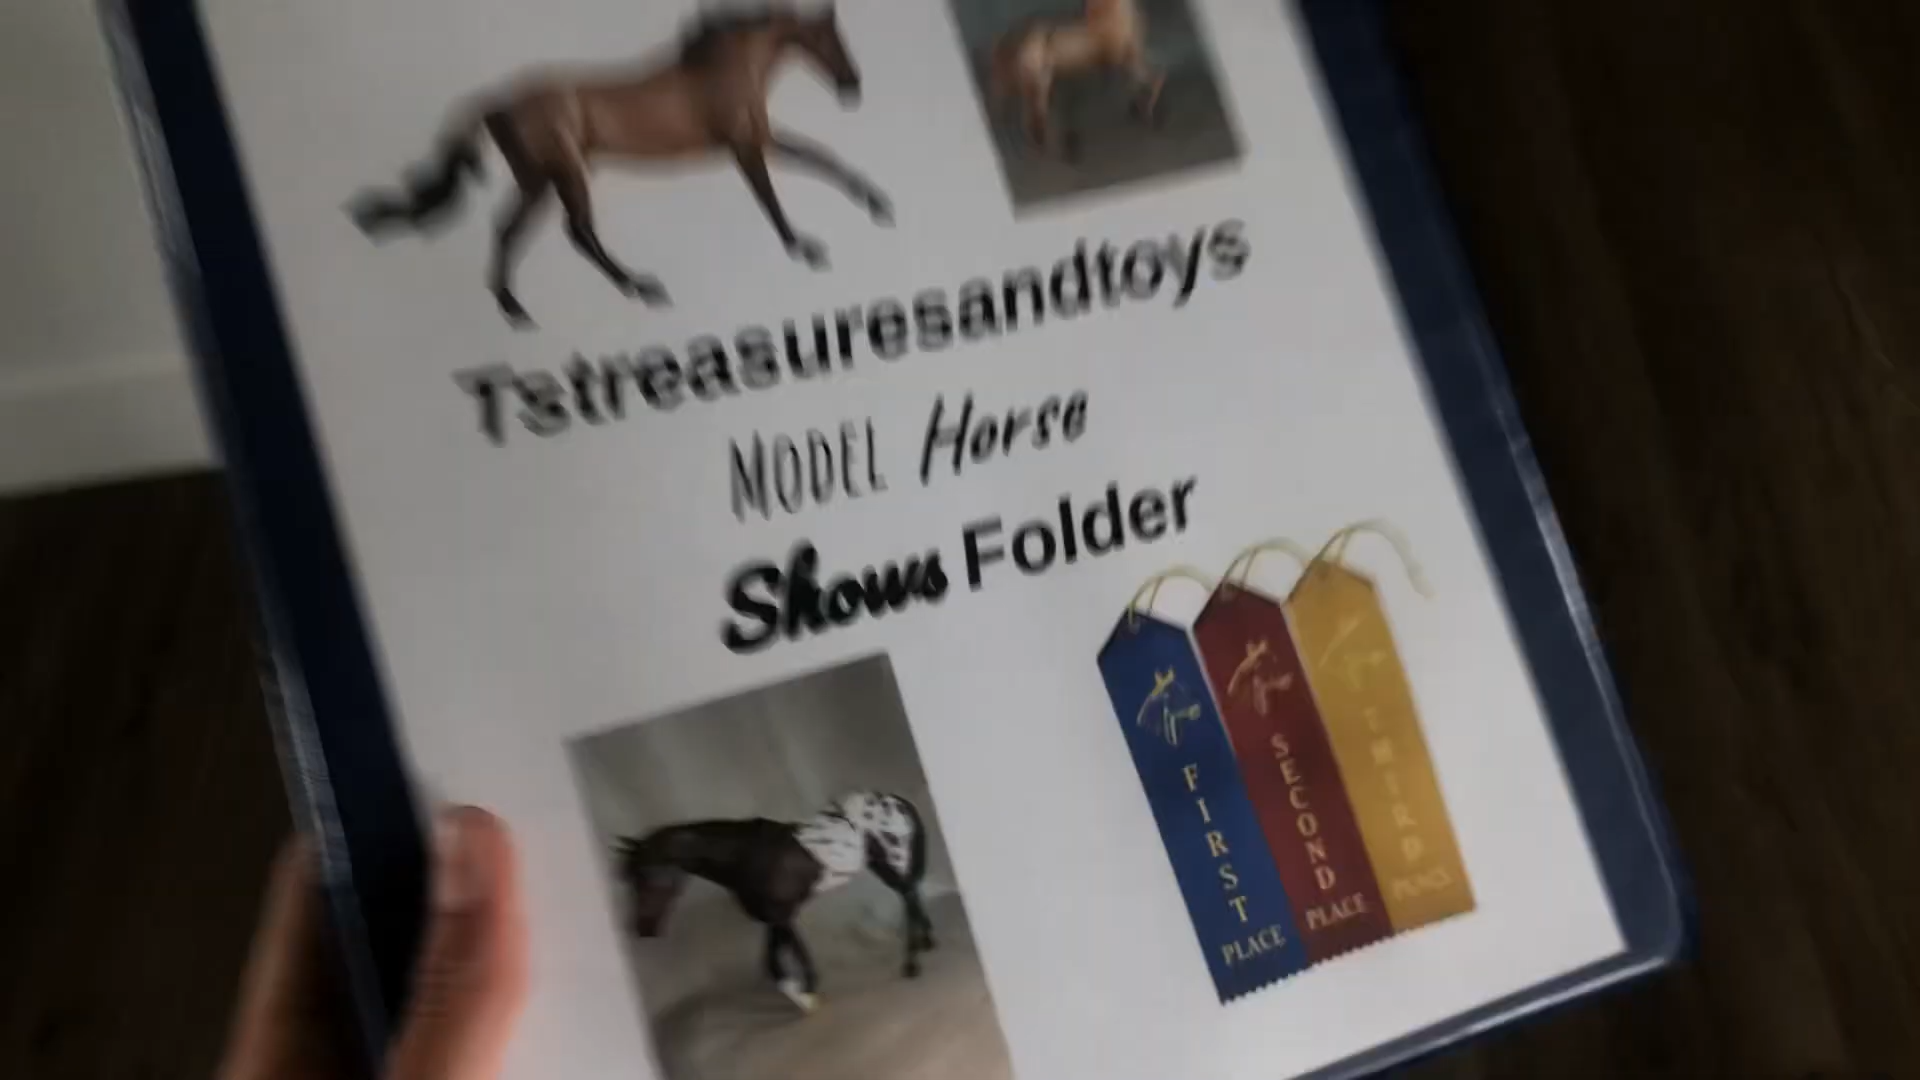 Tstreasuresandtoys
MODEL Horse
Shows Folder
FIRST
PLACE
SECOND
PLACE
THIRD
PLACE